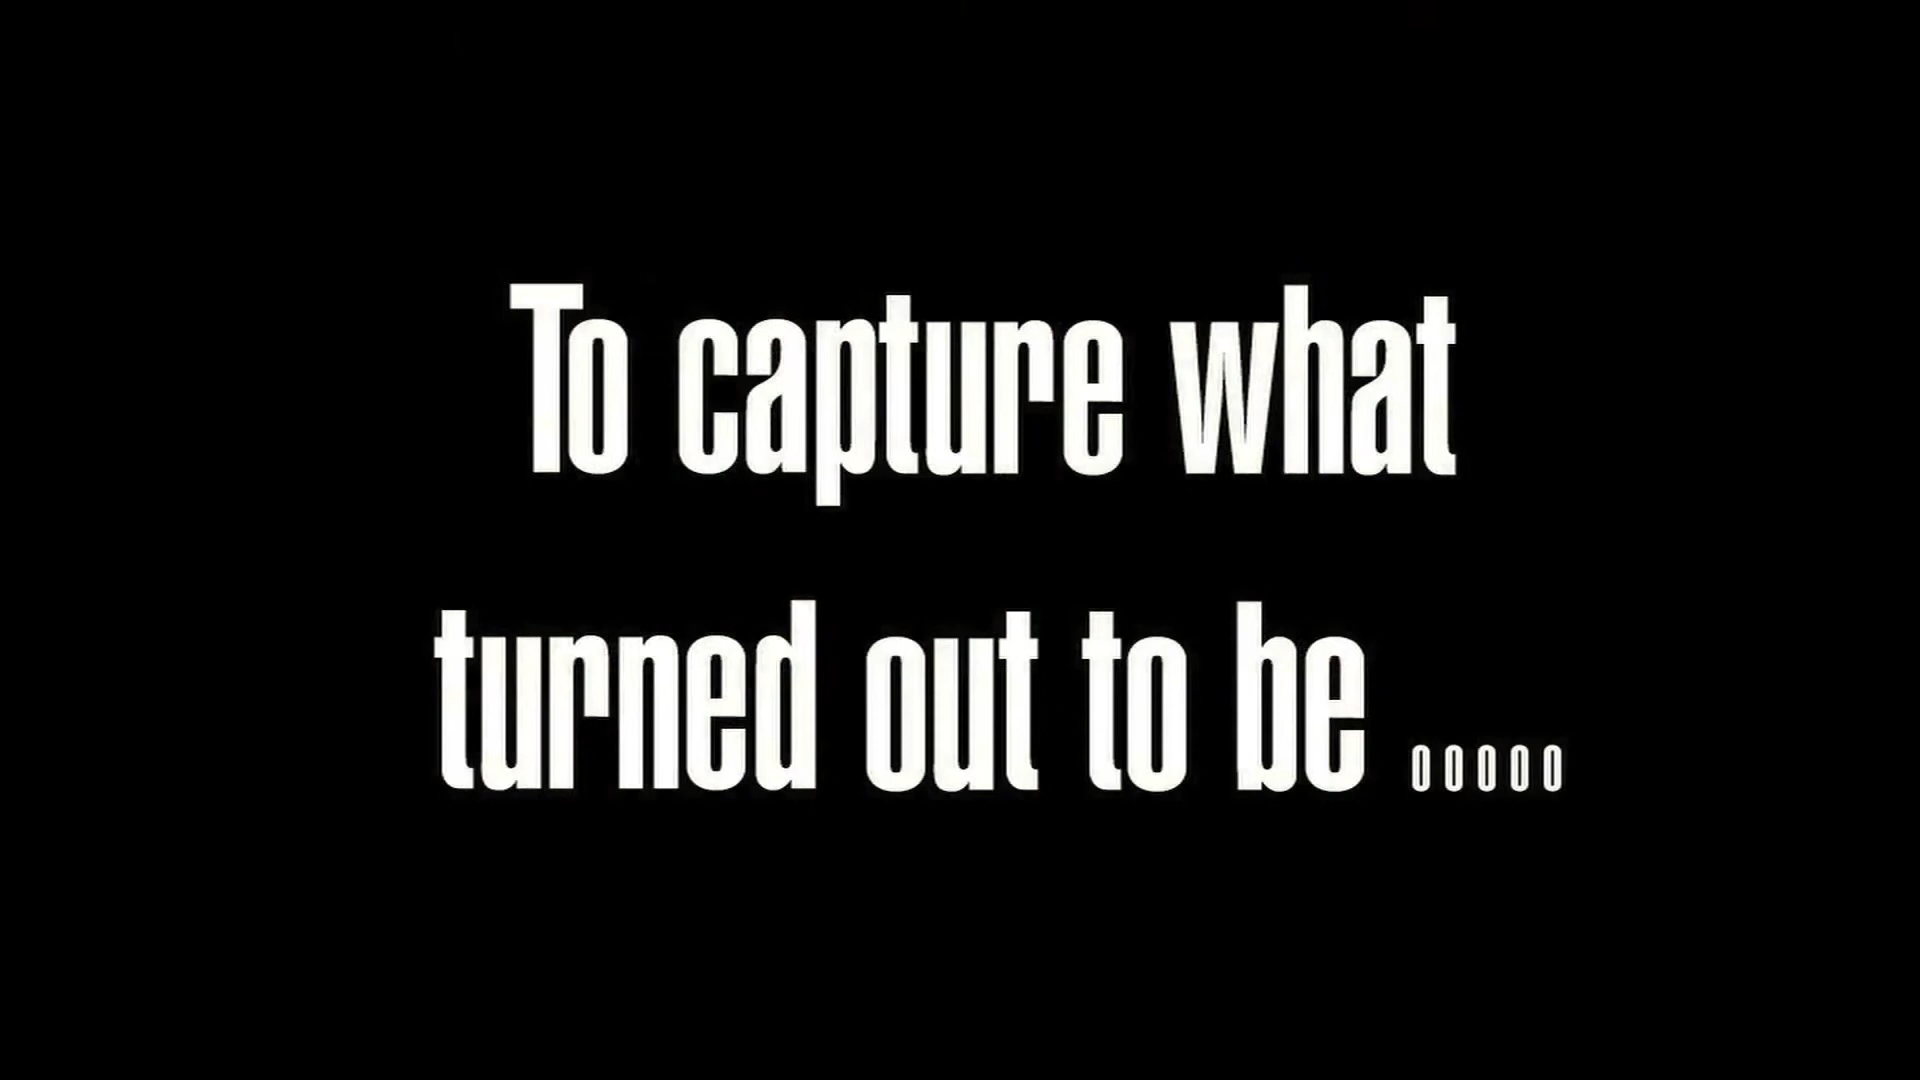 To capture what
turned out to be .....